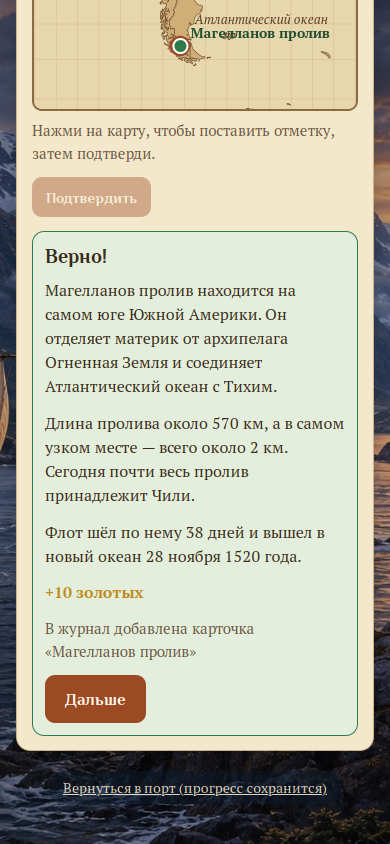 Атлантический океан
Магелланов пролив
Нажми на карту, чтобы поставить отметку,
затем подтверди.
Подтвердить
Верно!
Магелланов пролив находится на
самом юге Южной Америки. Он
отделяет материк от архипелага
Огненная Земля и соединяет
Атлантический океан с Тихим.
Длина пролива около 570 км, а в самом
узком месте — всего около 2 км.
Сегодня почти весь пролив
принадлежит Чили.
Флот шёл по нему 38 дней и вышел в
новый океан 28 ноября 1520 года.
+10 золотых
В журнал добавлена карточка
«Магелланов пролив»
Дальше
Вернуться в порт (прогресс сохранится)